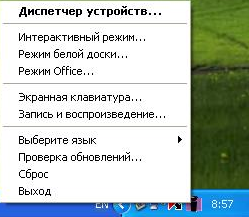 Диспетчер устройств...
Интерактивный режим...
Режим белой доски...
Режим Office...
Экранная клавиатура...
Запись и воспроизведение...
Выберите язык
Проверка обновлений...
Сброс
Выход
EN
8:57